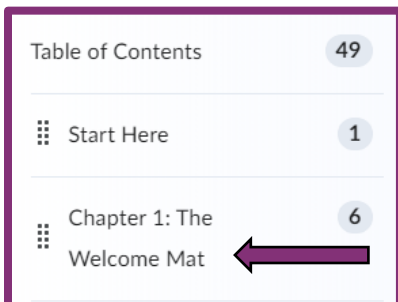 Table of Contents 49
Start Here 1
Chapter 1: The 6
Welcome Mat